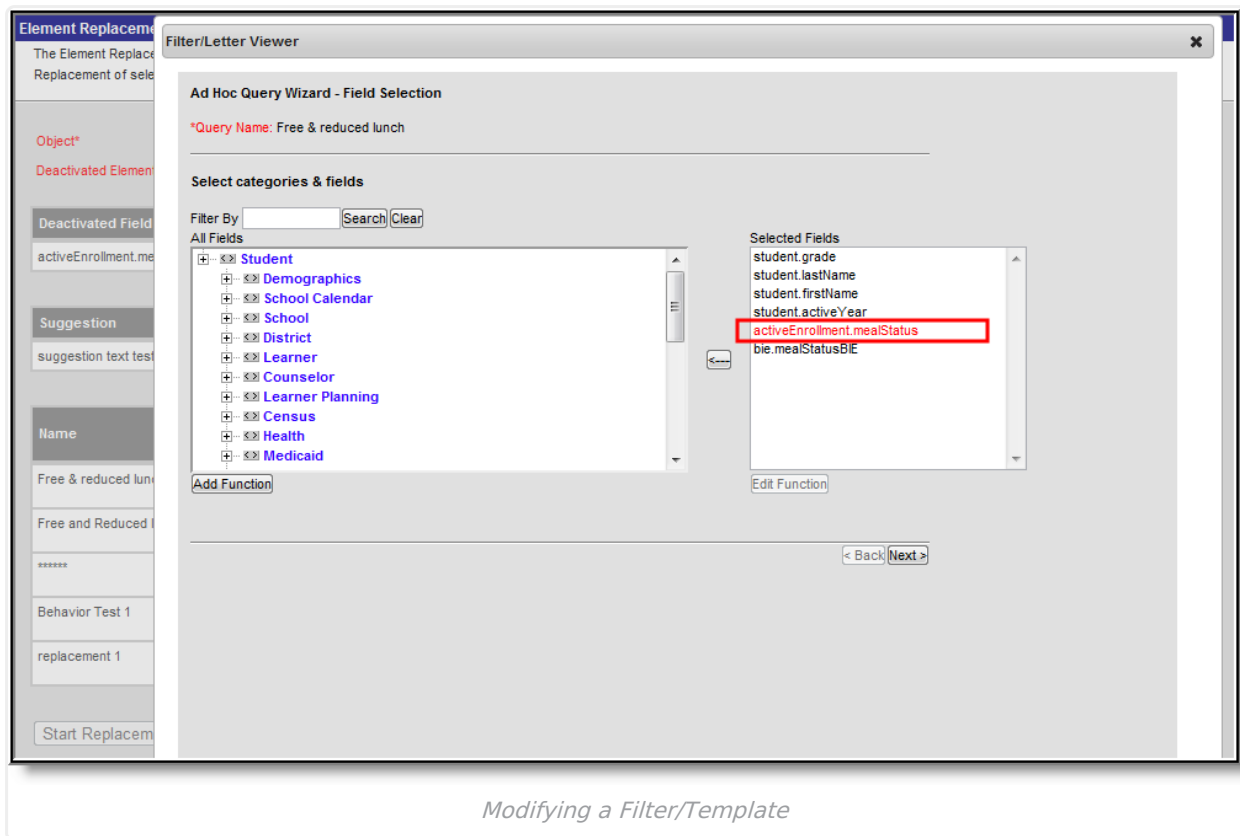 Element Replaceme
The Element Replace
Replacement of sele
Object*
Deactivated Element
Deactivated Field
activeEnrollment.me
Suggestion
suggestion text test
Name
Free & reduced lun
Free and Reduced
******
Behavior Test 1
replacement 1
Start Replacem
Filter/Letter Viewer
Ad Hoc Query Wizard - Field Selection
*Query Name: Free & reduced lunch
Select categories & fields
Filter By Search Clear
All Fields
Student
Demographics
School Calendar
School
District
Learner
Counselor
Learner Planning
Census
Health
Medicaid
Add Function
<---
Selected Fields
student.grade
student.lastName
student.firstName
student.activeYear
activeEnrollment.mealStatus
bie.mealStatusBIE
Edit Function
< Back Next >
Modifying a Filter/Template